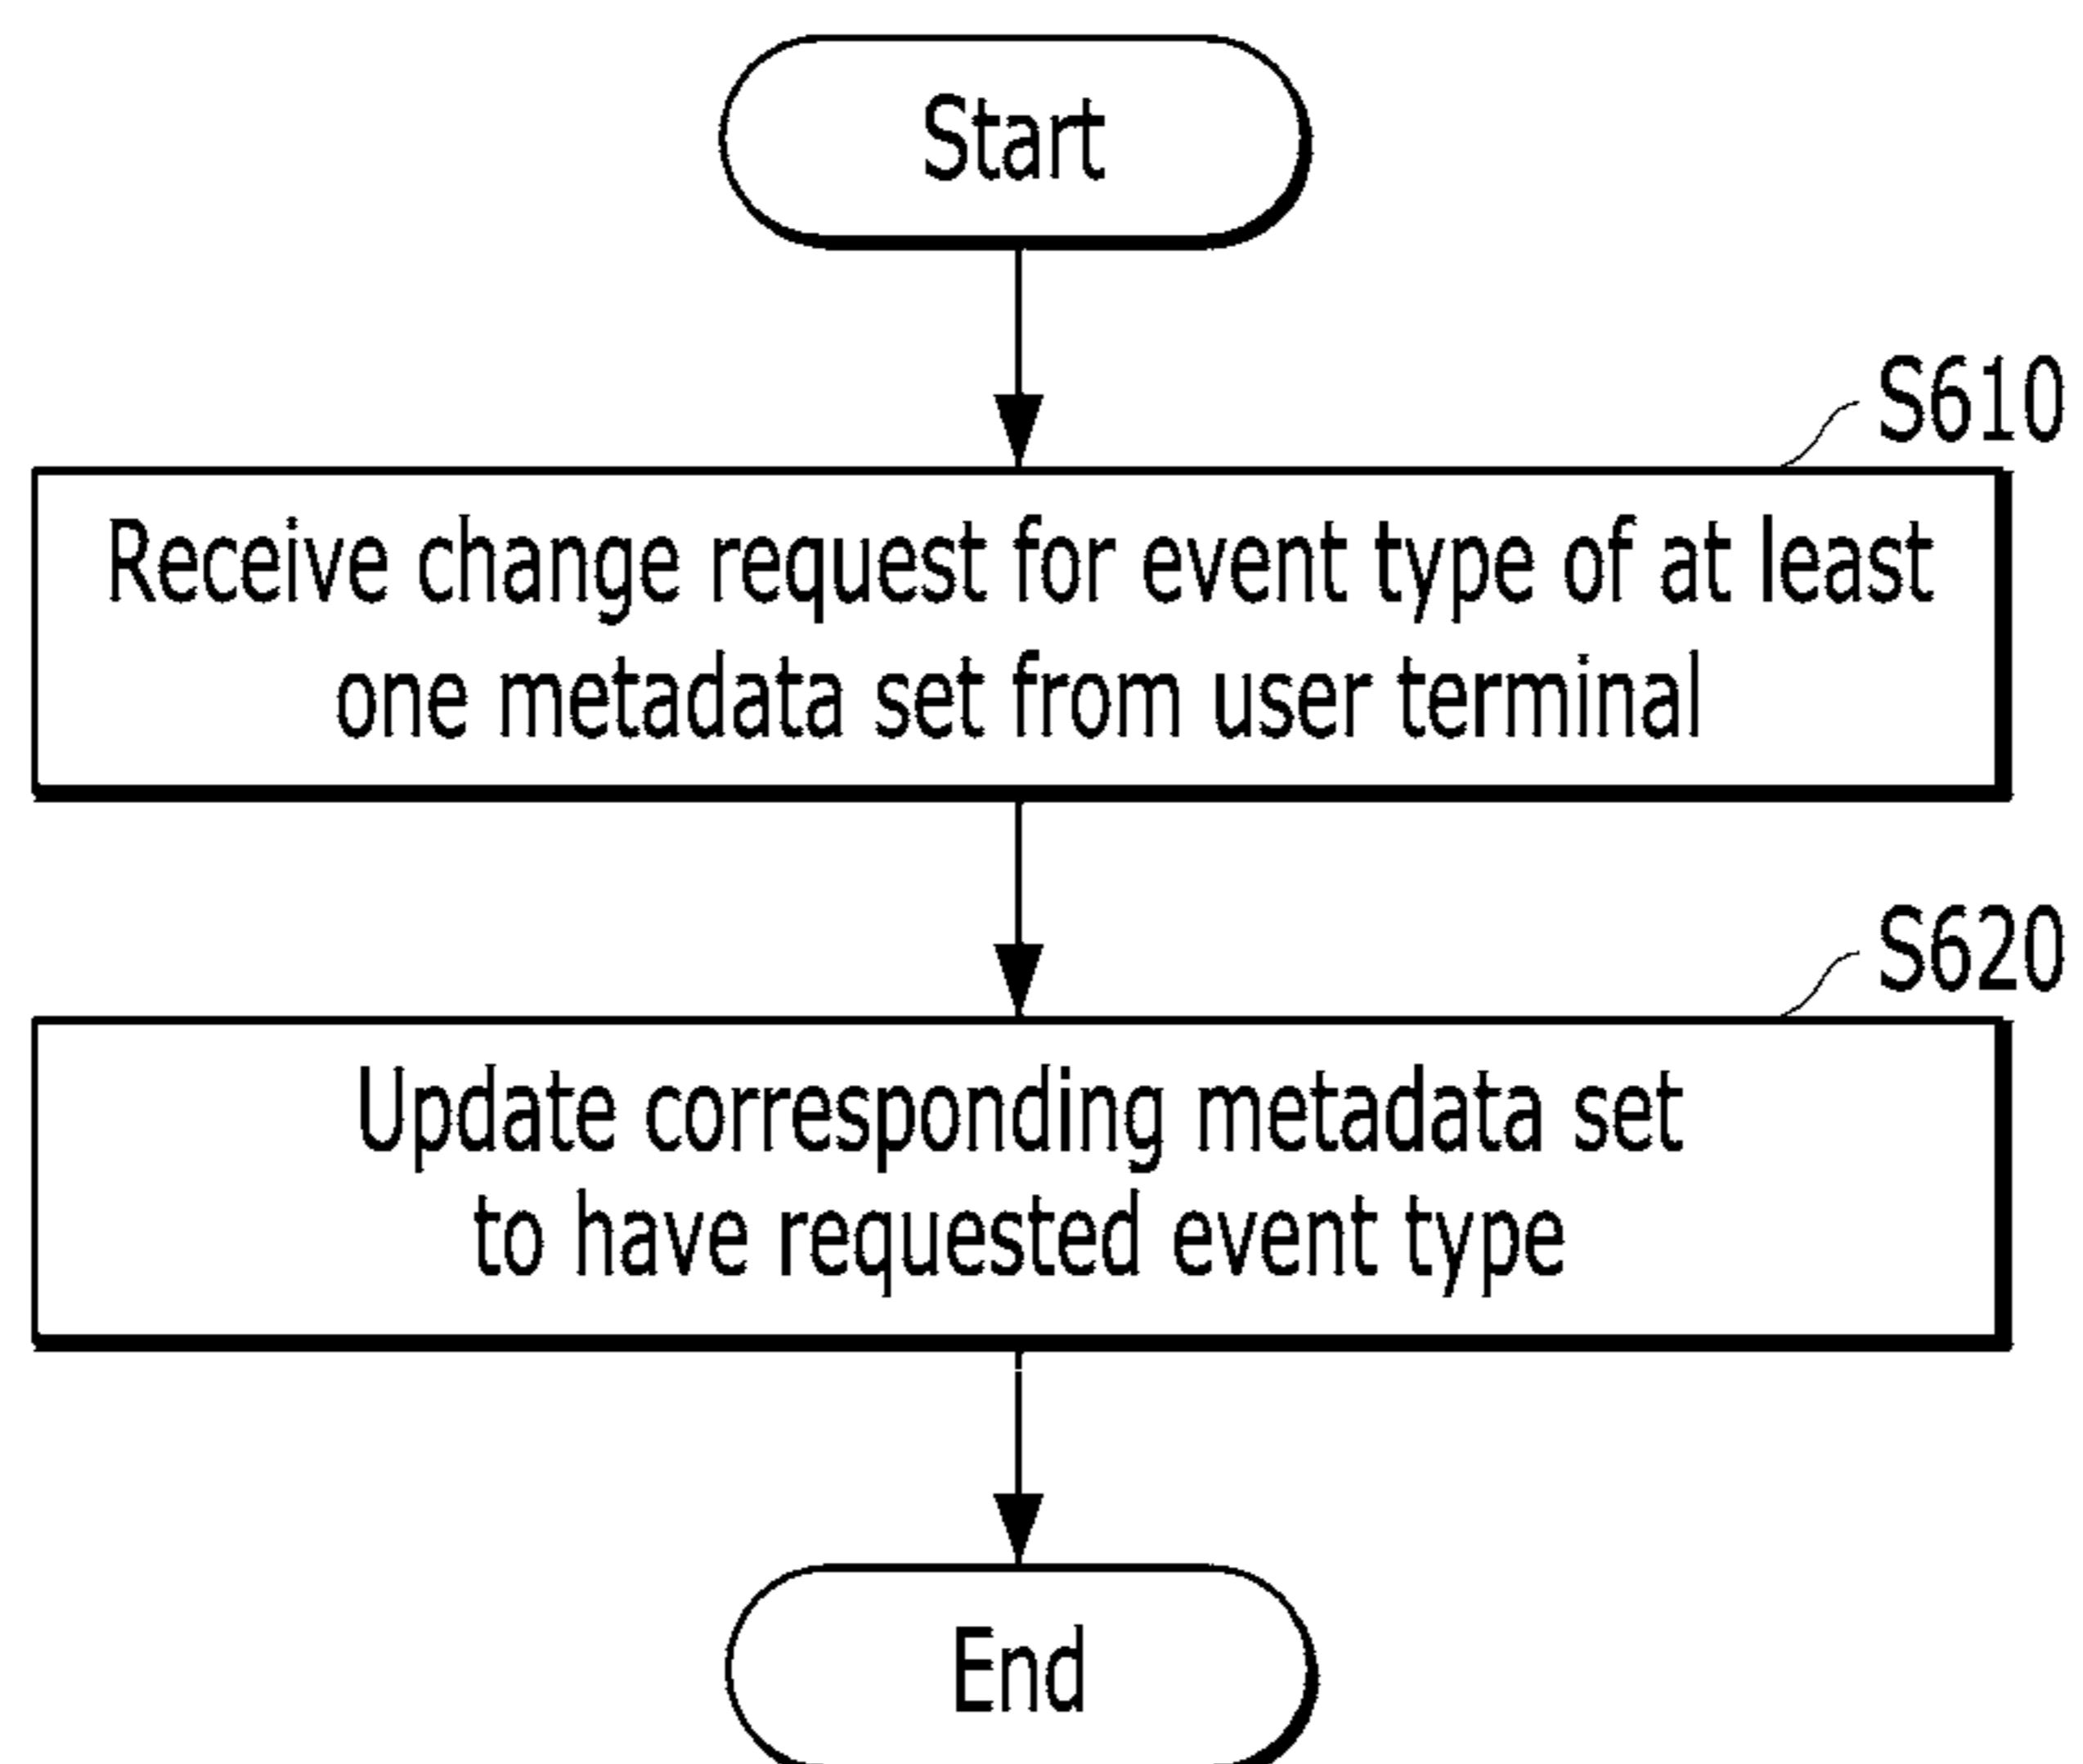 Start
S610
Receive change request for event type of at least
one metadata set from user terminal
S620
Update corresponding metadata set
to have requested event type
End